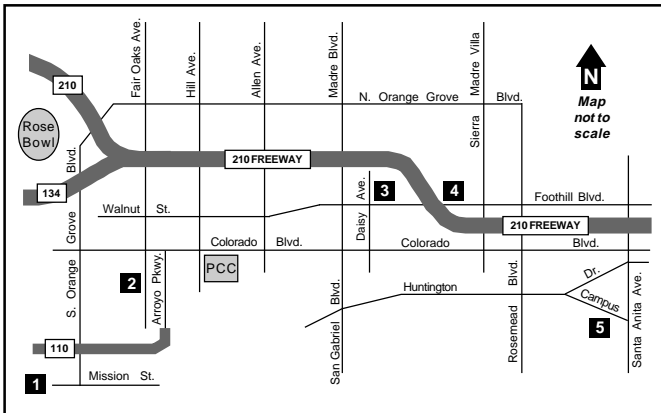 Fair Oaks Ave.
Hill Ave.
Allen Ave.
Madre Blvd.
Sierra Madre Villa
N. Orange Grove Blvd.
N
Map
not to
scale
210
Rose
Bowl
210 FREEWAY
134
Daisy Ave.
3
4
Foothill Blvd.
Walnut St.
210 FREEWAY
S. Orange Grove Blvd.
Colorado Blvd.
Colorado Blvd.
PCC
2
Arroyo Pkwy.
Huntington Dr.
Campus
San Gabriel Blvd.
Rosemead Blvd.
Santa Anita Ave.
5
110
1
Mission St.